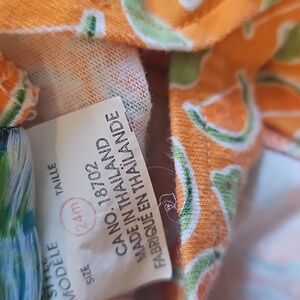 STYLE
MODÈLE
SIZE
TAILLE
24m
CA.NO. 18702
MADE IN THAILAND
FABRIQUÉ EN THAÏLANDE